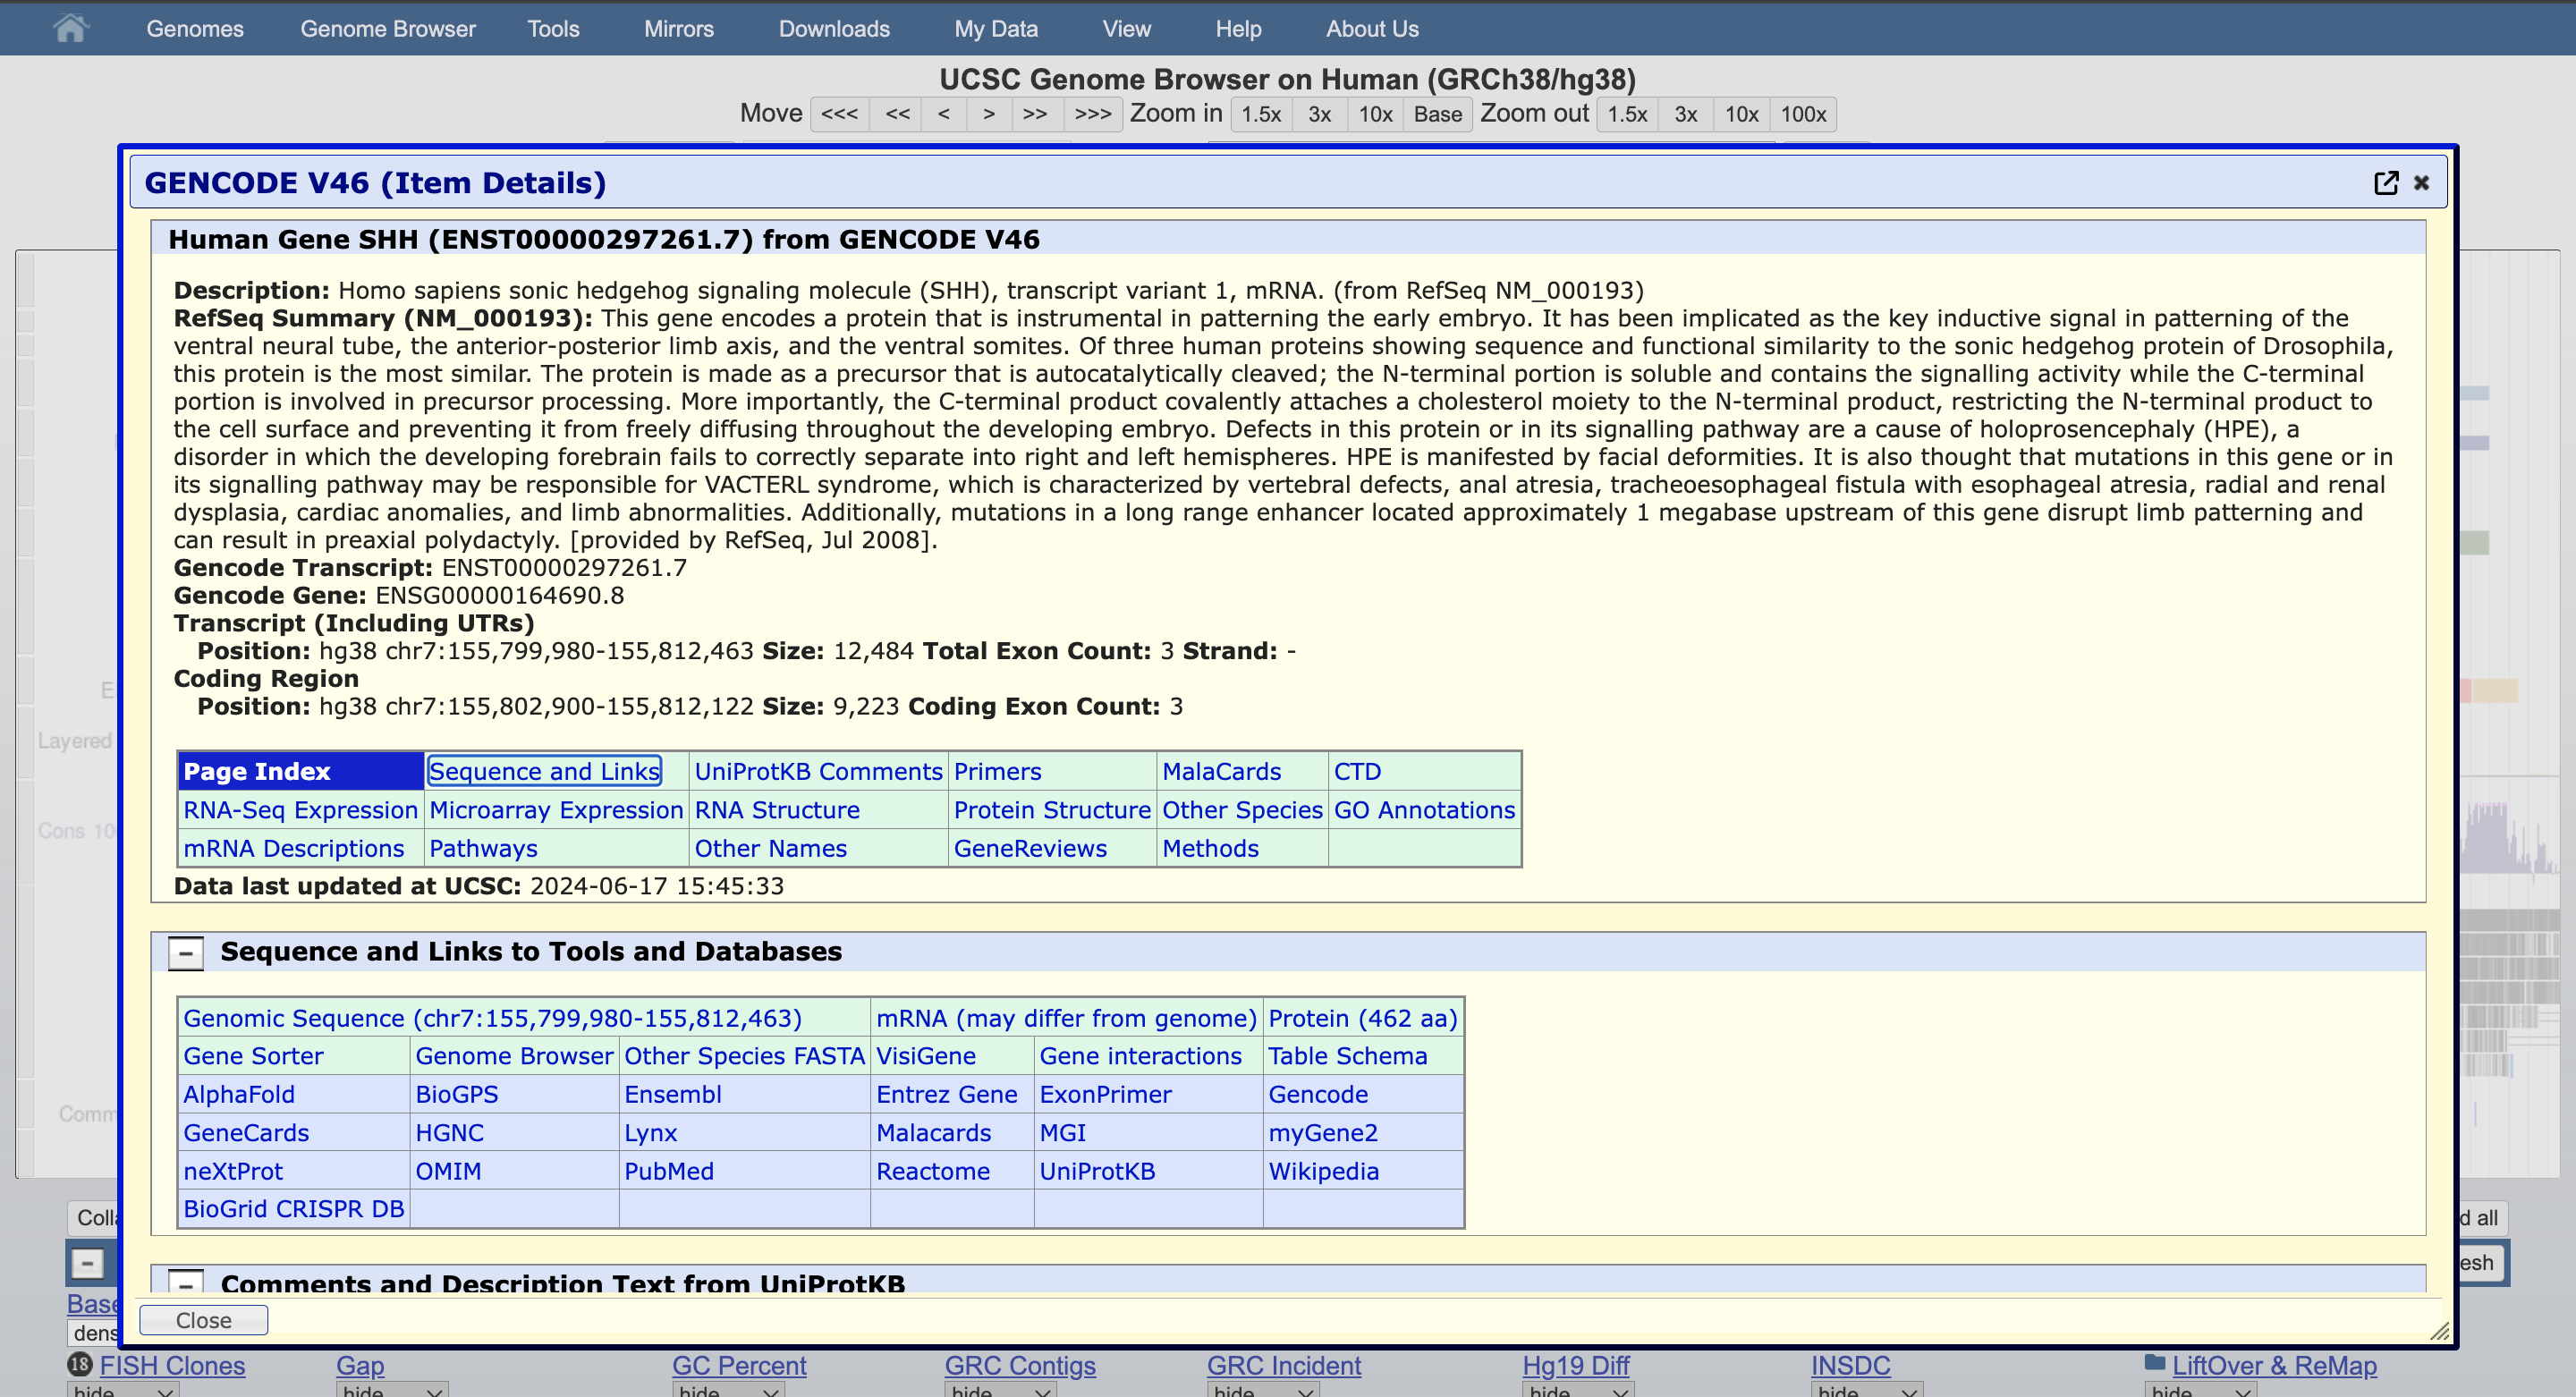 Genomes Genome Browser Tools Mirrors Downloads My Data View Help About Us
UCSC Genome Browser on Human (GRCh38/hg38)
Move <<< << < > >> >>> Zoom in 1.5x 3x 10x Base Zoom out 1.5x 3x 10x 100x
GENCODE V46 (Item Details)
Human Gene SHH (ENST00000297261.7) from GENCODE V46
Description: Homo sapiens sonic hedgehog signaling molecule (SHH), transcript variant 1, mRNA. (from RefSeq NM_000193)
RefSeq Summary (NM_000193): This gene encodes a protein that is instrumental in patterning the early embryo. It has been implicated as the key inductive signal in patterning of the
ventral neural tube, the anterior-posterior limb axis, and the ventral somites. Of three human proteins showing sequence and functional similarity to the sonic hedgehog protein of Drosophila,
this protein is the most similar. The protein is made as a precursor that is autocatalytically cleaved; the N-terminal portion is soluble and contains the signalling activity while the C-terminal
portion is involved in precursor processing. More importantly, the C-terminal product covalently attaches a cholesterol moiety to the N-terminal product, restricting the N-terminal product to
the cell surface and preventing it from freely diffusing throughout the developing embryo. Defects in this protein or in its signalling pathway are a cause of holoprosencephaly (HPE), a
disorder in which the developing forebrain fails to correctly separate into right and left hemispheres. HPE is manifested by facial deformities. It is also thought that mutations in this gene or in
its signalling pathway may be responsible for VACTERL syndrome, which is characterized by vertebral defects, anal atresia, tracheoesophageal fistula with esophageal atresia, radial and renal
dysplasia, cardiac anomalies, and limb abnormalities. Additionally, mutations in a long range enhancer located approximately 1 megabase upstream of this gene disrupt limb patterning and
can result in preaxial polydactyly. [provided by RefSeq, Jul 2008].
Gencode Transcript: ENST00000297261.7
Gencode Gene: ENSG00000164690.8
Transcript (Including UTRs)
Position: hg38 chr7:155,799,980-155,812,463 Size: 12,484 Total Exon Count: 3 Strand: -
Coding Region
Position: hg38 chr7:155,802,900-155,812,122 Size: 9,223 Coding Exon Count: 3
Page Index Sequence and Links UniProtKB Comments Primers MalaCards CTD
RNA-Seq Expression Microarray Expression RNA Structure Protein Structure Other Species GO Annotations
mRNA Descriptions Pathways Other Names GeneReviews Methods
Data last updated at UCSC: 2024-06-17 15:45:33
Layered
Cons 10
Sequence and Links to Tools and Databases
Genomic Sequence (chr7:155,799,980-155,812,463) mRNA (may differ from genome) Protein (462 aa)
Gene Sorter Genome Browser Other Species FASTA VisiGene Gene interactions Table Schema
AlphaFold BioGPS Ensembl Entrez Gene ExonPrimer Gencode
Comm
GeneCards HGNC Lynx Malacards MGI myGene2
neXtProt OMIM PubMed Reactome UniProtKB Wikipedia
BioGrid CRISPR DB
Coll d all
esh
Comments and Description Text from UniProtKB
Base
Close
dens
18 FISH Clones Gap GC Percent GRC Contigs GRC Incident Hg19 Diff INSDC LiftOver & ReMap
hide hide hide hide hide hide hide hide